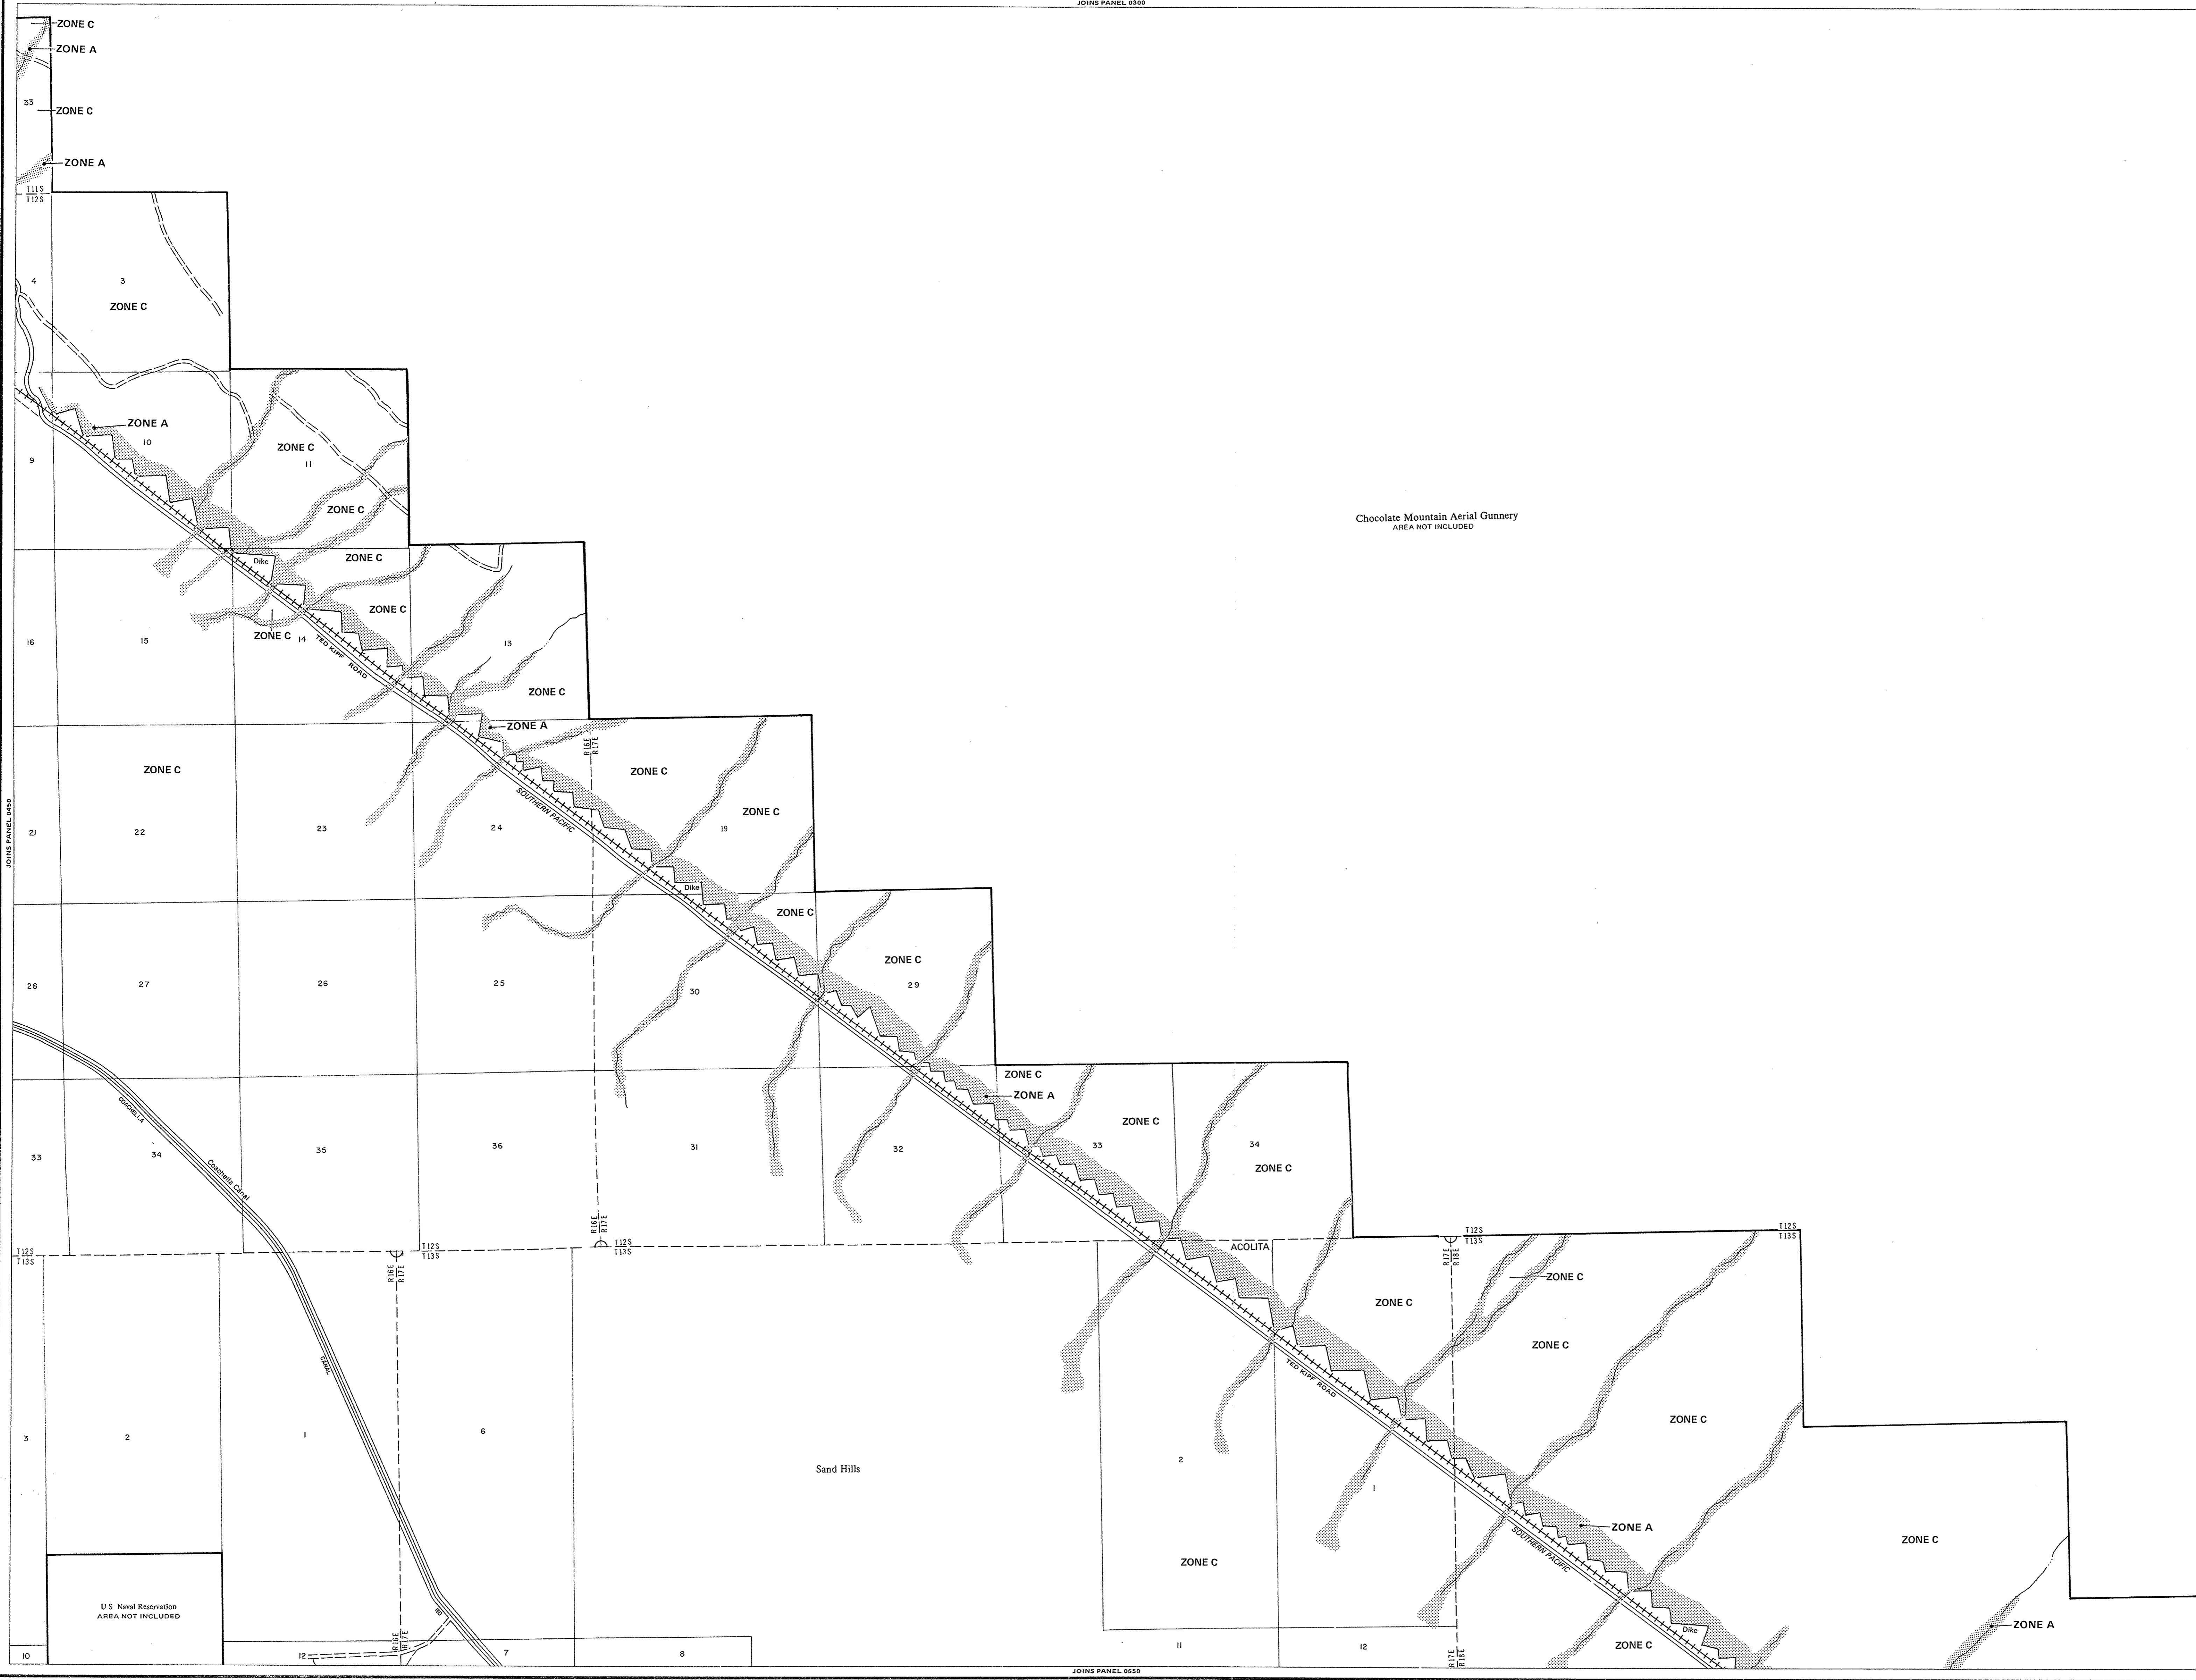 JOINS PANEL 0300
ZONE C
ZONE A
33
ZONE C
ZONE A
T11S
T12S
4
3
ZONE C
ZONE A
10
9
ZONE C
11
ZONE C
Chocolate Mountain Aerial Gunnery
AREA NOT INCLUDED
Dike
ZONE C
ZONE C
ZONE C
14
16
15
13
TED KIPF ROAD
ZONE C
ZONE A
R16E
R17E
ZONE C
ZONE C
ZONE C
SOUTHERN PACIFIC
JOINS PANEL 0450
21
22
23
24
19
Dike
ZONE C
ZONE C
29
28
27
26
25
30
ZONE C
ZONE A
ZONE C
COACHELLA
33
34
35
36
31
32
33
34
ZONE C
Coachella Canal
R16E
R17E
T12S
T13S
T12S
T13S
T12S
T13S
ACOLITA
T12S
T13S
T12S
T13S
R16E
R17E
R17E
R18E
ZONE C
ZONE C
ZONE C
CANAL
TED KIPF ROAD
ZONE C
3
2
1
6
Sand Hills
2
1
ZONE A
SOUTHERN PACIFIC
ZONE C
ZONE C
U S Naval Reservation
AREA NOT INCLUDED
RD
ZONE A
Dike
R16E
R17E
10
12
7
8
11
12
R17E
R18E
ZONE C
JOINS PANEL 0650